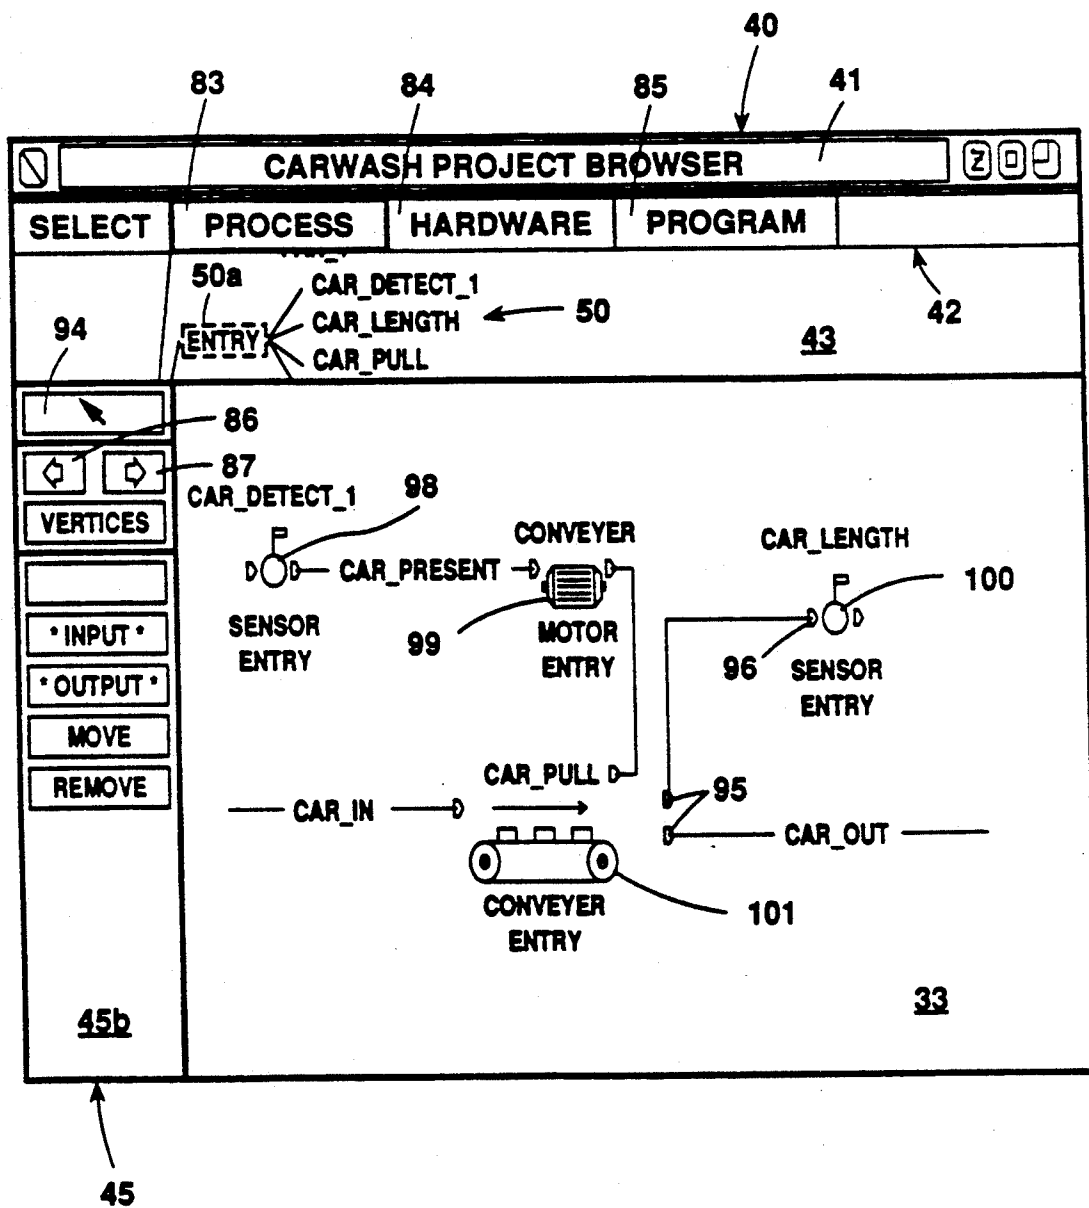 40
83
84
85
41
CARWASH PROJECT BROWSER
Z
SELECT
PROCESS
HARDWARE
PROGRAM
50a
CAR_DETECT_1
50
42
94
ENTRY
CAR_LENGTH
43
CAR_PULL
86
87
CAR_DETECT_1
98
VERTICES
CONVEYER
CAR_LENGTH
CAR_PRESENT
100
* INPUT *
SENSOR
ENTRY
99
MOTOR
ENTRY
96
SENSOR
ENTRY
* OUTPUT *
MOVE
REMOVE
CAR_PULL
95
CAR_IN
CAR_OUT
101
CONVEYER
ENTRY
33
45b
45